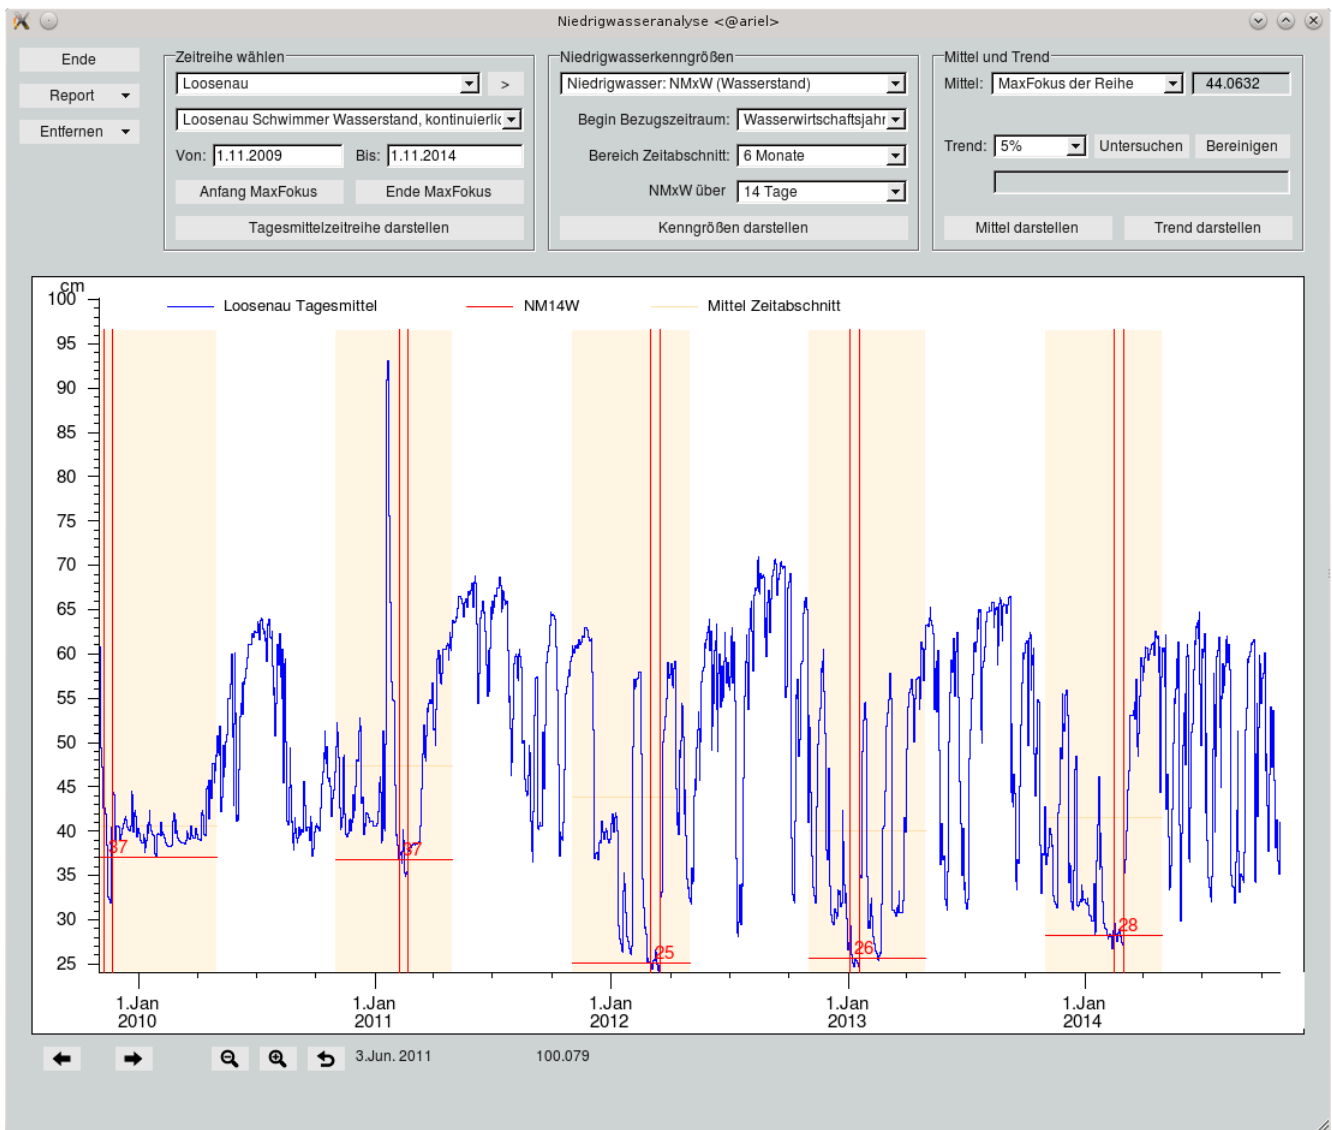 Niedrigwasseranalyse <@ariel>
Ende
Report
Entfernen
Zeitreihe wählen
Loosenau
>
Loosenau Schwimmer Wasserstand, kontinuierlic
Von: 1.11.2009 Bis: 1.11.2014
Anfang MaxFokus Ende MaxFokus
Tagesmittelzeitreihe darstellen
Niedrigwasserkenngrößen
Niedrigwasser: NMxW (Wasserstand)
Begin Bezugszeitraum: Wasserwirtschaftsjahr
Bereich Zeitabschnitt: 6 Monate
NMxW über 14 Tage
Kenngrößen darstellen
Mittel und Trend
Mittel: MaxFokus der Reihe 44.0632
Trend: 5% Untersuchen Bereinigen
Mittel darstellen Trend darstellen
cm
Loosenau Tagesmittel NM14W Mittel Zeitabschnitt
100
95
90
85
80
75
70
65
60
55
50
45
40
35
30
25
37
37
25
26
28
1.Jan 1.Jan 1.Jan 1.Jan 1.Jan
2010 2011 2012 2013 2014
3.Jun. 2011 100.079